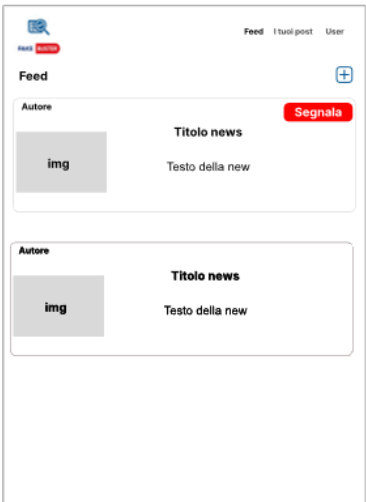 Feed I tuoi post User
FAKE BUSTER
Feed
Autore
Segnala
Titolo news
img
Testo della new
Autore
Titolo news
img
Testo della new